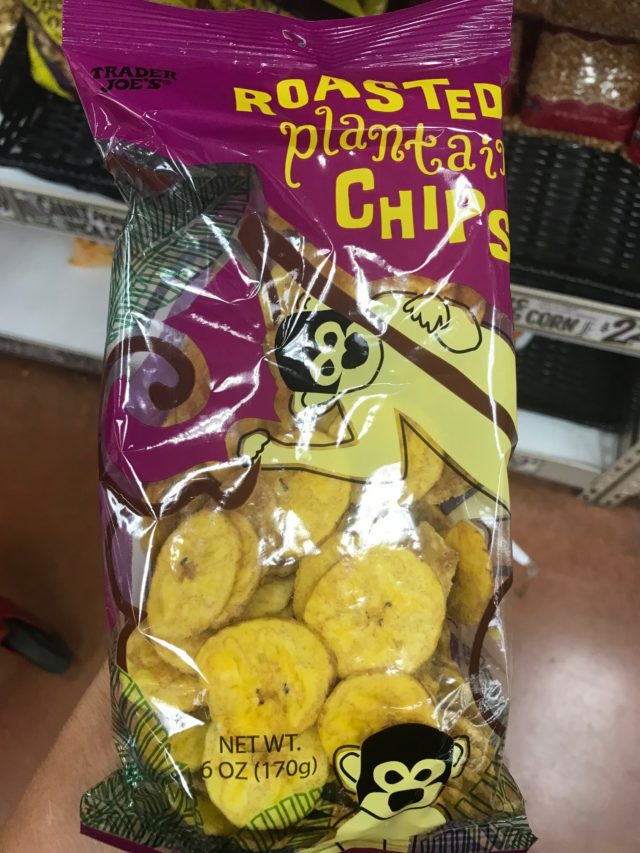 TRADER
JOE'S
ROASTED
plantain
CHIPS
CORN
NET WT.
6 OZ (170g)